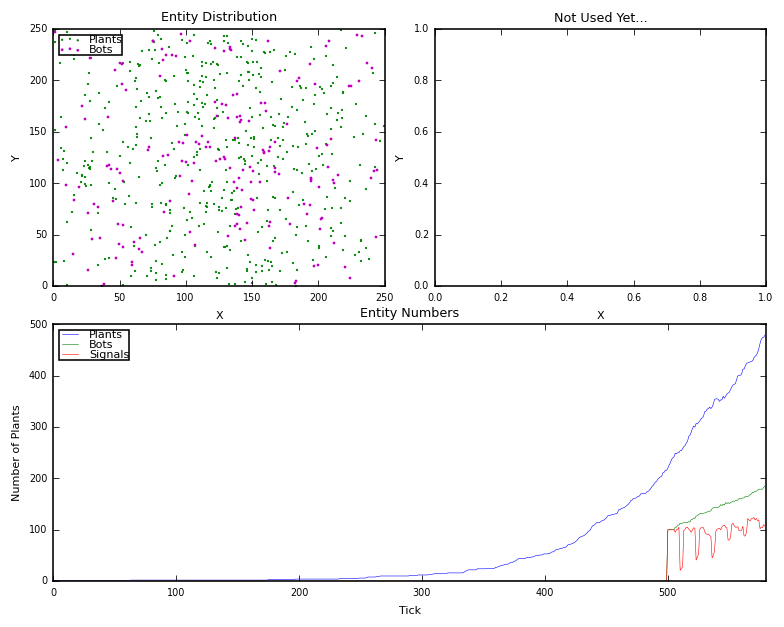 Entity Distribution
Plants
Bots
250
200
150
100
50
0
Y
0 50 100 150 200 250
X
Not Used Yet...
1.0
0.8
0.6
0.4
0.2
0.0
Y
0.0 0.2 0.4 0.6 0.8 1.0
X
Entity Numbers
Plants
Bots
Signals
500
400
300
200
100
0
Number of Plants
0 100 200 300 400 500
Tick